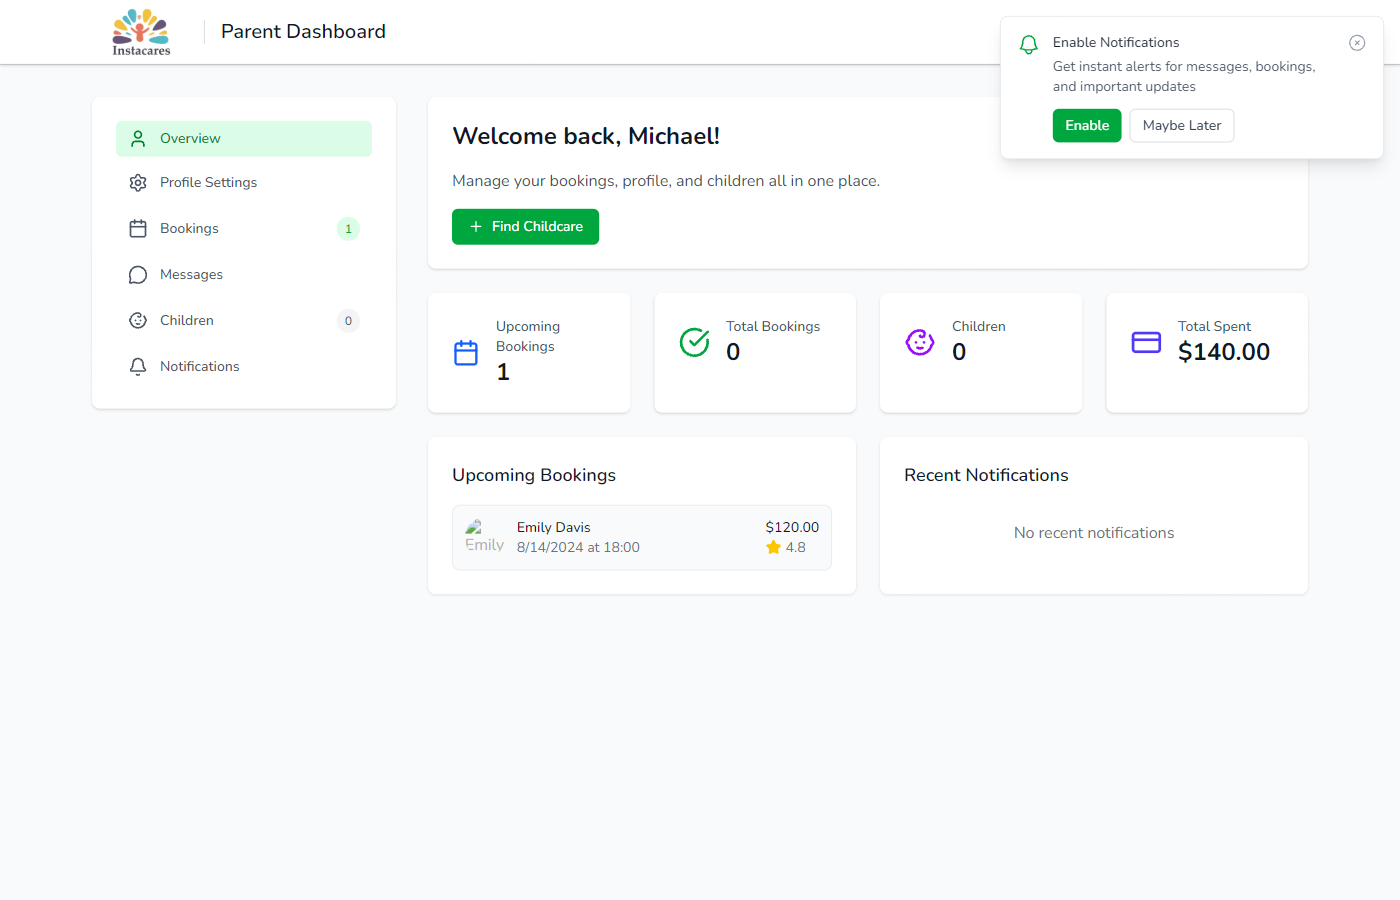 Instacares
Parent Dashboard
Enable Notifications
Get instant alerts for messages, bookings,
and important updates
Enable
Maybe Later
Overview
Profile Settings
Bookings
1
Messages
Children
0
Notifications
Welcome back, Michael!
Manage your bookings, profile, and children all in one place.
Find Childcare
Upcoming
Bookings
1
Total Bookings
0
Children
0
Total Spent
$140.00
Upcoming Bookings
Emily
Emily Davis
8/14/2024 at 18:00
$120.00
4.8
Recent Notifications
No recent notifications